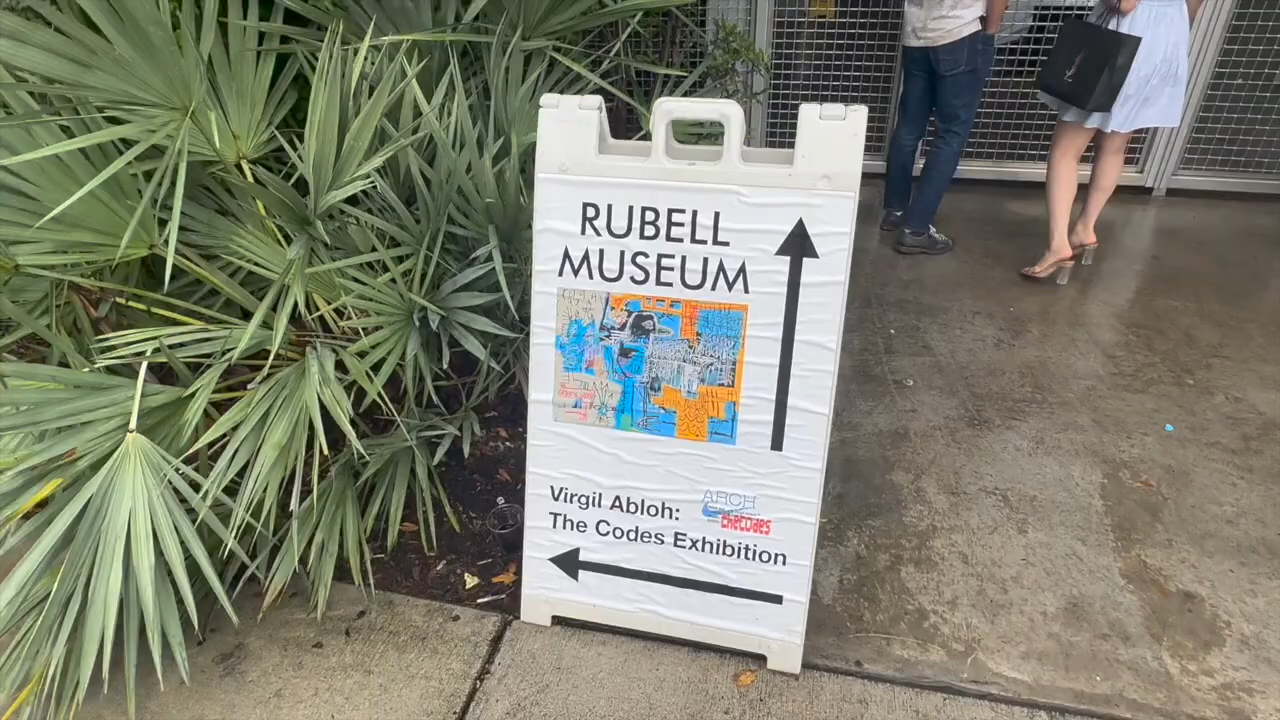 RUBELL
MUSEUM
Virgil Abloh:
The Codes Exhibition
ARCH
theCodes